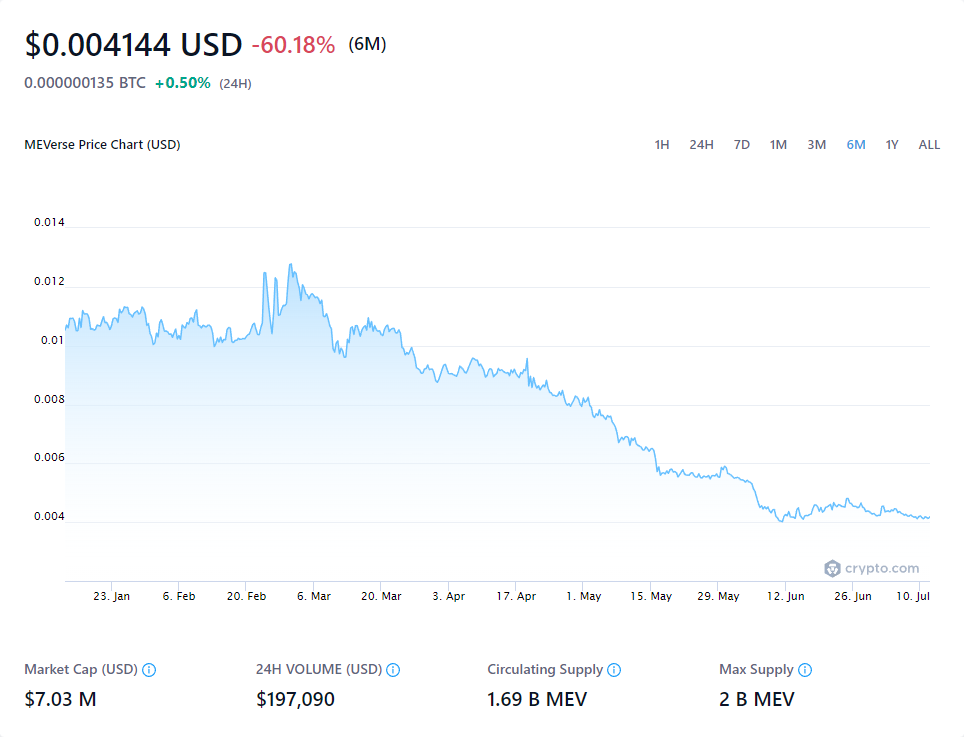 $0.004144 USD -60.18% (6M)
0.000000135 BTC +0.50% (24H)
MEVerse Price Chart (USD) 1H 24H 7D 1M 3M 6M 1Y ALL
0.014
0.012
0.01
0.008
0.006
0.004
crypto.com
23. Jan 6. Feb 20. Feb 6. Mar 20. Mar 3. Apr 17. Apr 1. May 15. May 29. May 12. Jun 26. Jun 10. Jul
Market Cap (USD) 24H VOLUME (USD) Circulating Supply Max Supply
$7.03 M $197,090 1.69 B MEV 2 B MEV